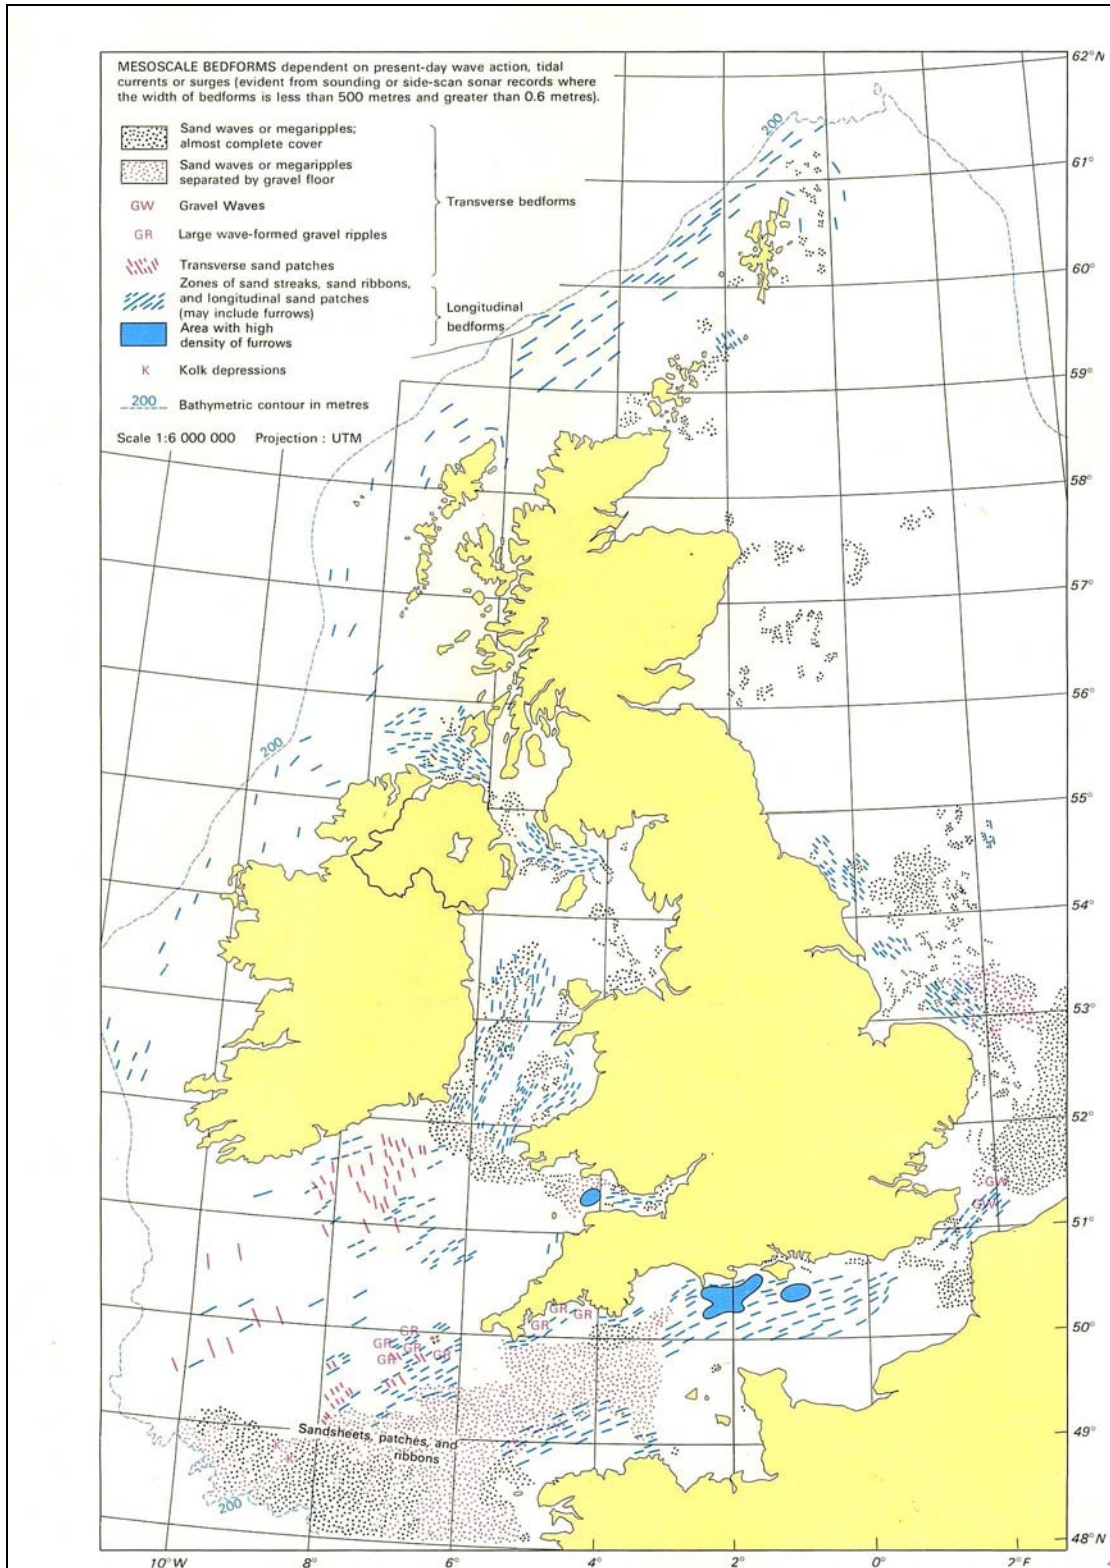 MESOSCALE BEDFORMS dependent on present-day wave action, tidal
currents or surges (evident from sounding or side-scan sonar records where
the width of bedforms is less than 500 metres and greater than 0.6 metres).
Sand waves or megaripples;
almost complete cover
Sand waves or megaripples
separated by gravel floor
GW Gravel Waves
GR Large wave-formed gravel ripples
Transverse sand patches
Transverse bedforms
Zones of sand streaks, sand ribbons,
and longitudinal sand patches
(may include furrows)
Area with high
density of furrows
Longitudinal
bedforms
K Kolk depressions
200 Bathymetric contour in metres
Scale 1:6 000 000 Projection : UTM
62°N
200
61°
60°
59°
58°
57°
56°
200
55°
54°
53°
52°
GW
GW
51°
GR
GR
GR
50°
GR
GR
GR
GR
GR
Sandsheets, patches, and
ribbons
49°
K
K
200
48°N
10°W
8°
6°
4°
2°
0°
2°E